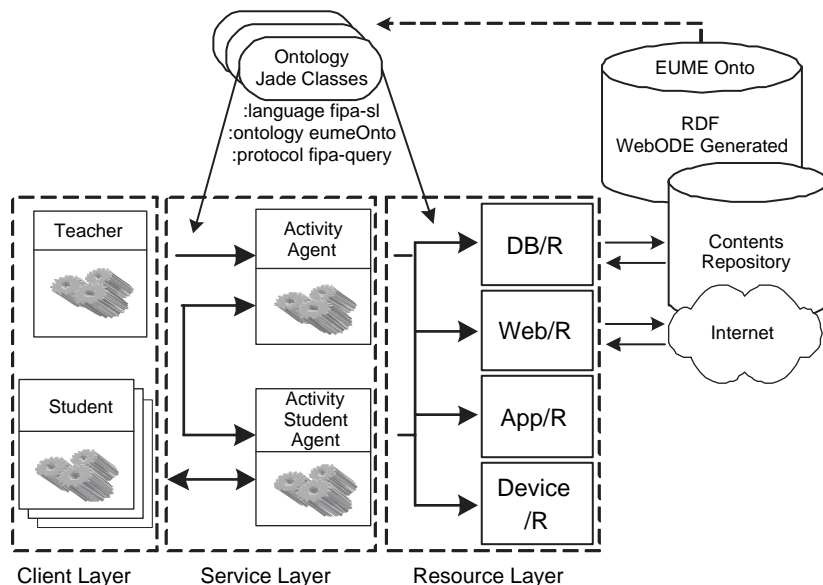 Ontology
Jade Classes
:language fipa-sl
:ontology eumeOnto
:protocol fipa-query
EUME Onto
RDF
WebODE Generated
Teacher
Activity
Agent
DB/R
Contents
Repository
Web/R
Internet
Student
Activity
Student
Agent
App/R
Device
/R
Client Layer
Service Layer
Resource Layer